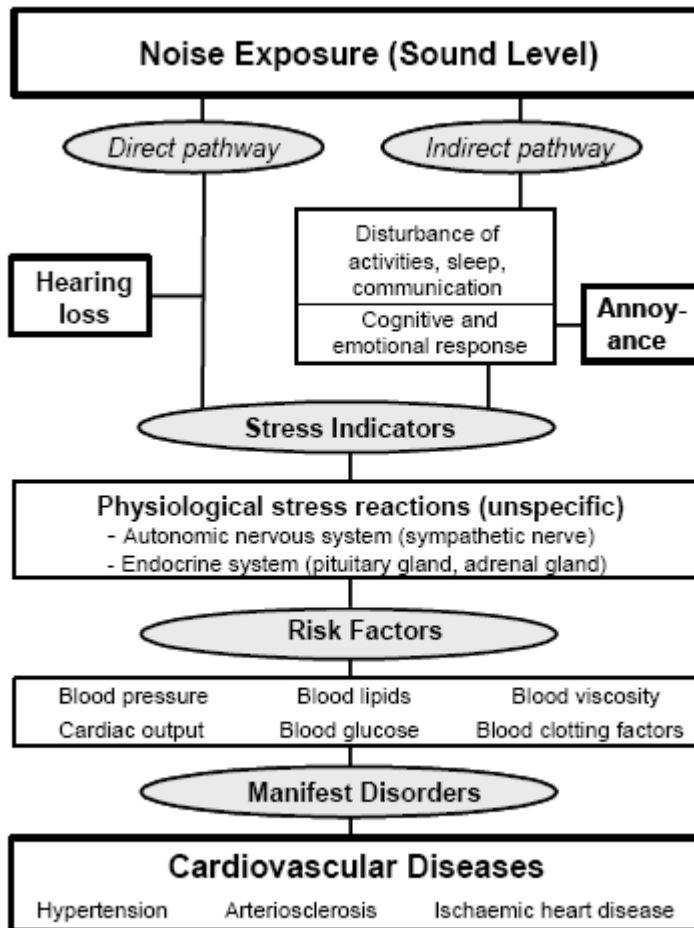 Noise Exposure (Sound Level)
Direct pathway
Indirect pathway
Disturbance of
activities, sleep,
communication
Cognitive and
emotional response
Hearing
loss
Annoy-
ance
Stress Indicators
Physiological stress reactions (unspecific)
- Autonomic nervous system (sympathetic nerve)
- Endocrine system (pituitary gland, adrenal gland)
Risk Factors
Blood pressure Blood lipids Blood viscosity
Cardiac output Blood glucose Blood clotting factors
Manifest Disorders
Cardiovascular Diseases
Hypertension Arteriosclerosis Ischaemic heart disease